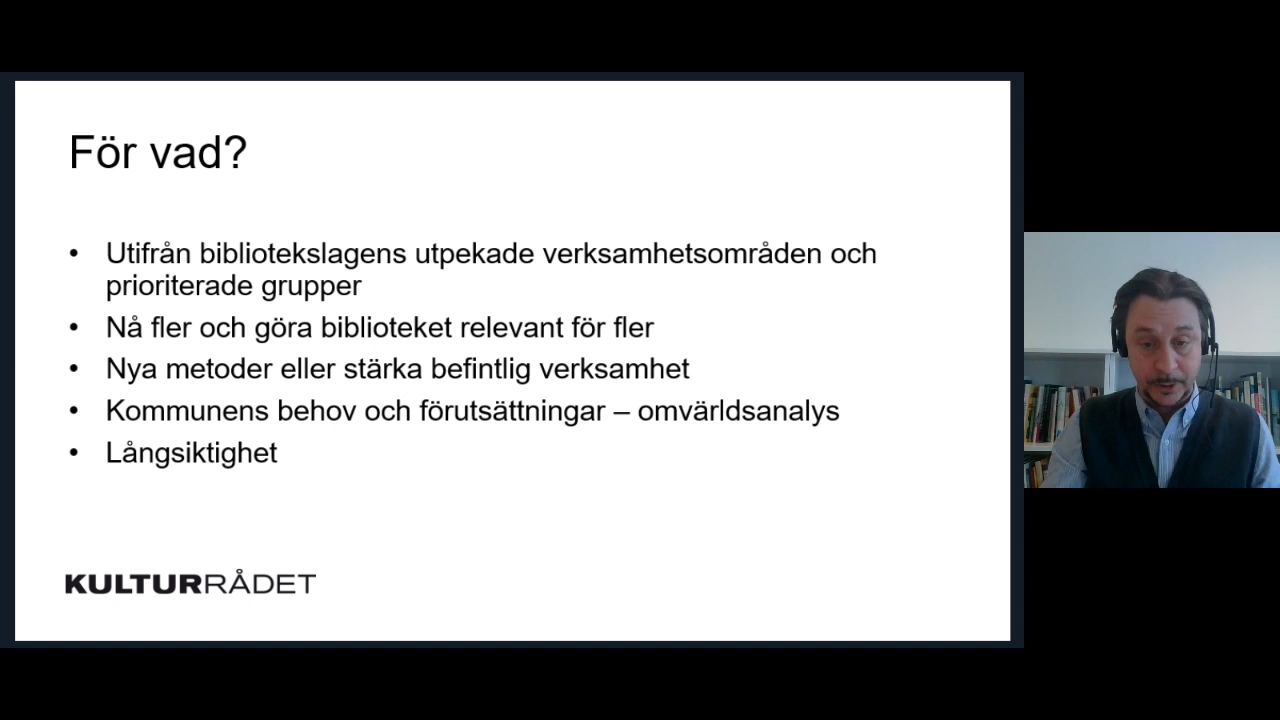 För vad?
• Utifrån bibliotekslagens utpekade verksamhetsområden och
prioriterade grupper
• Nå fler och göra biblioteket relevant för fler
• Nya metoder eller stärka befintlig verksamhet
• Kommunens behov och förutsättningar – omvärldsanalys
• Långsiktighet
KULTURRÅDET